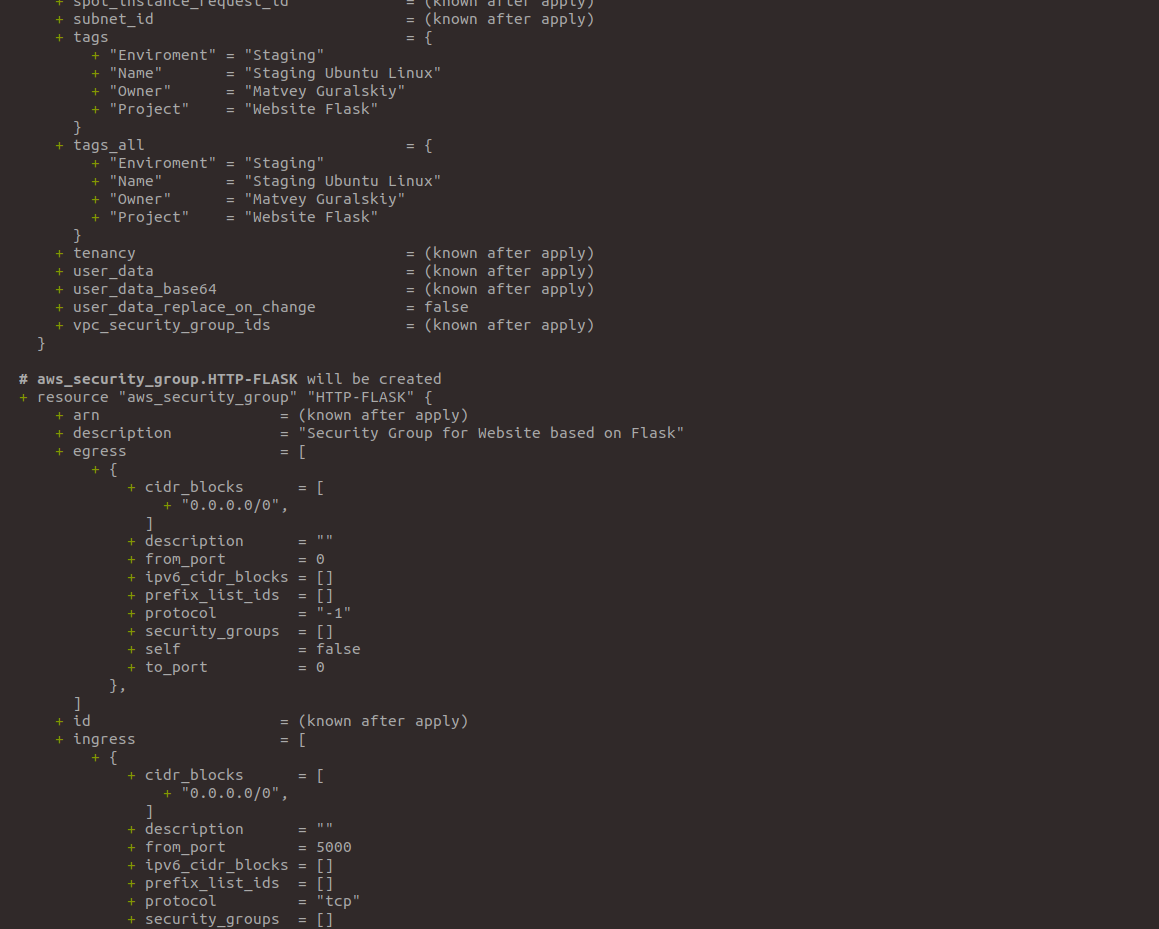 + spot_instance_request_id = (known after apply)
+ subnet_id = (known after apply)
+ tags = {
+ "Enviroment" = "Staging"
+ "Name" = "Staging Ubuntu Linux"
+ "Owner" = "Matvey Guralskiy"
+ "Project" = "Website Flask"
}
+ tags_all = {
+ "Enviroment" = "Staging"
+ "Name" = "Staging Ubuntu Linux"
+ "Owner" = "Matvey Guralskiy"
+ "Project" = "Website Flask"
}
+ tenancy = (known after apply)
+ user_data = (known after apply)
+ user_data_base64 = (known after apply)
+ user_data_replace_on_change = false
+ vpc_security_group_ids = (known after apply)
}
# aws_security_group.HTTP-FLASK will be created
+ resource "aws_security_group" "HTTP-FLASK" {
+ arn = (known after apply)
+ description = "Security Group for Website based on Flask"
+ egress = [
+ {
+ cidr_blocks = [
+ "0.0.0.0/0",
]
+ description = ""
+ from_port = 0
+ ipv6_cidr_blocks = []
+ prefix_list_ids = []
+ protocol = "-1"
+ security_groups = []
+ self = false
+ to_port = 0
},
]
+ id = (known after apply)
+ ingress = [
+ {
+ cidr_blocks = [
+ "0.0.0.0/0",
]
+ description = ""
+ from_port = 5000
+ ipv6_cidr_blocks = []
+ prefix_list_ids = []
+ protocol = "tcp"
+ security_groups = []